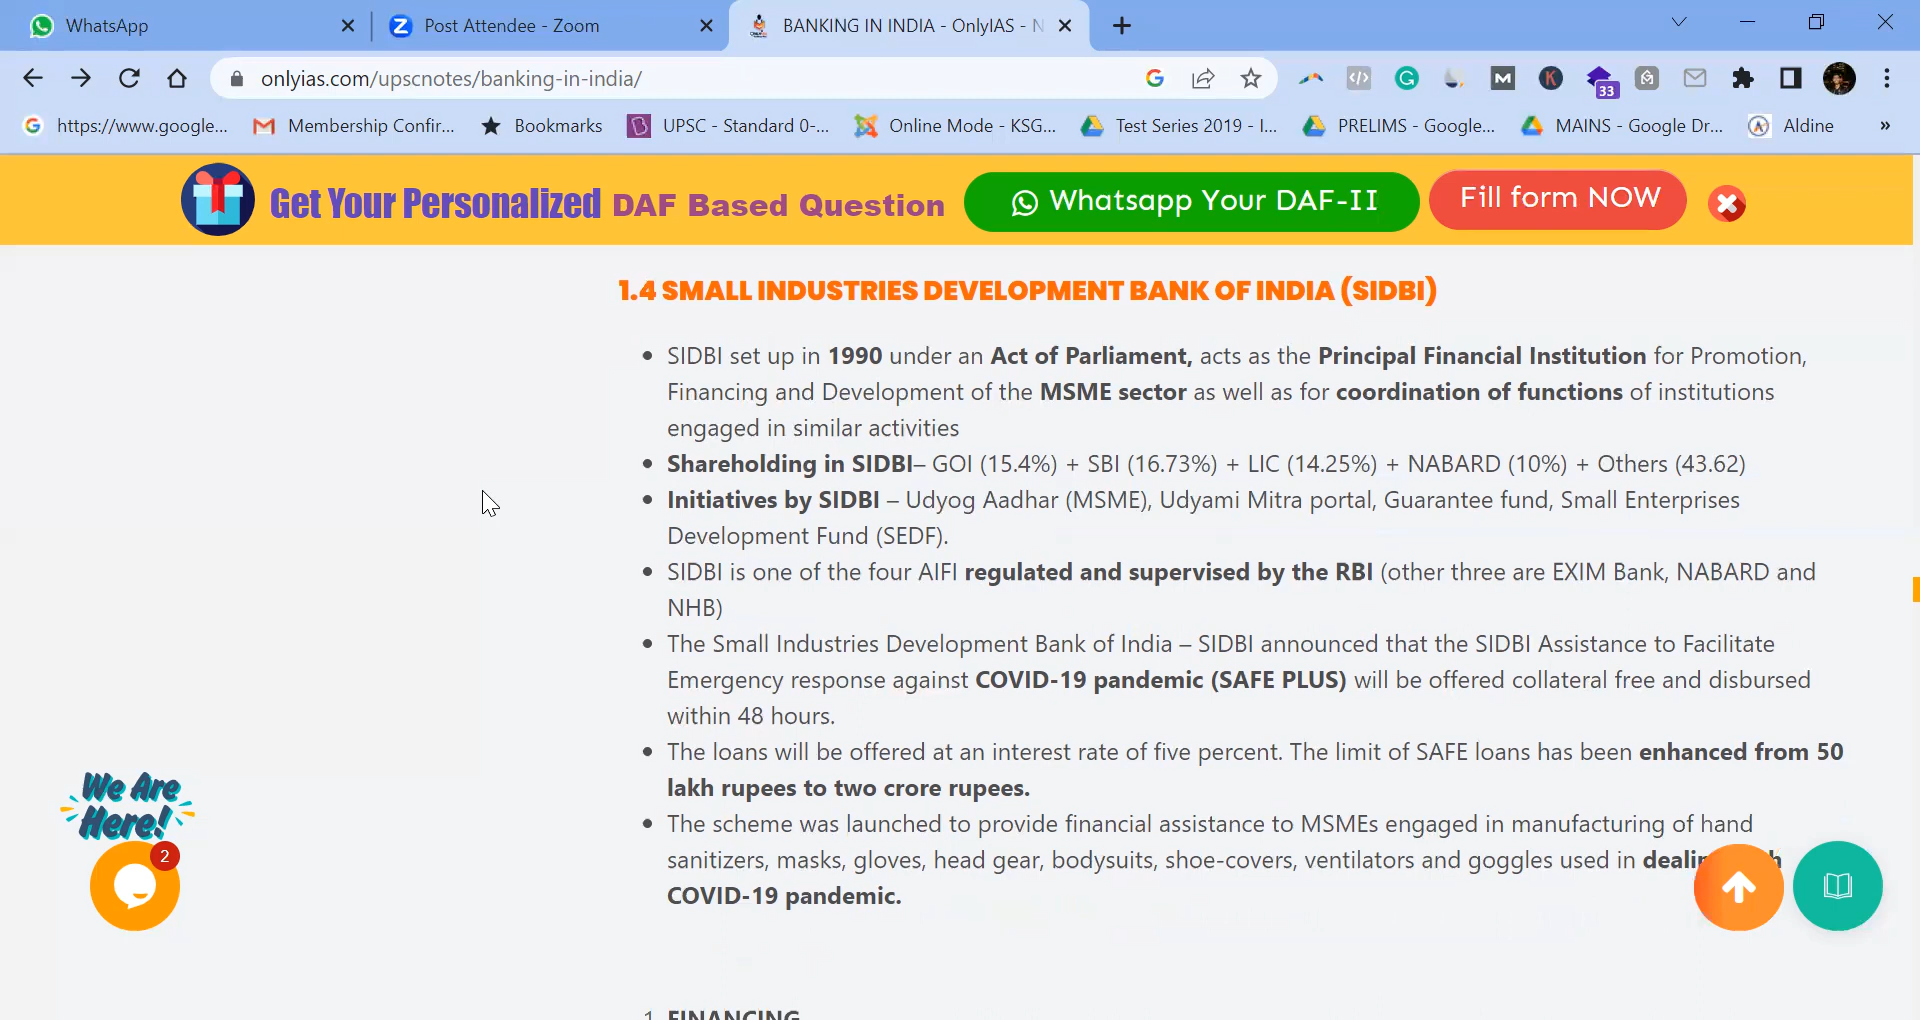 WhatsApp
Post Attendee - Zoom
BANKING IN INDIA - OnlyIAS - N
onlyias.com/upscnotes/banking-in-india/
33
https://www.google...
Membership Confir...
Bookmarks
UPSC - Standard 0-...
Online Mode - KSG...
Test Series 2019 - I...
PRELIMS - Google...
MAINS - Google Dr...
Aldine
»
Get Your Personalized DAF Based Question
Whatsapp Your DAF-II
Fill form NOW
1.4 SMALL INDUSTRIES DEVELOPMENT BANK OF INDIA (SIDBI)
• SIDBI set up in 1990 under an Act of Parliament, acts as the Principal Financial Institution for Promotion,
Financing and Development of the MSME sector as well as for coordination of functions of institutions
engaged in similar activities
• Shareholding in SIDBI– GOI (15.4%) + SBI (16.73%) + LIC (14.25%) + NABARD (10%) + Others (43.62)
• Initiatives by SIDBI – Udyog Aadhar (MSME), Udyami Mitra portal, Guarantee fund, Small Enterprises
Development Fund (SEDF).
• SIDBI is one of the four AIFI regulated and supervised by the RBI (other three are EXIM Bank, NABARD and
NHB)
• The Small Industries Development Bank of India – SIDBI announced that the SIDBI Assistance to Facilitate
Emergency response against COVID-19 pandemic (SAFE PLUS) will be offered collateral free and disbursed
within 48 hours.
• The loans will be offered at an interest rate of five percent. The limit of SAFE loans has been enhanced from 50
lakh rupees to two crore rupees.
• The scheme was launched to provide financial assistance to MSMEs engaged in manufacturing of hand
sanitizers, masks, gloves, head gear, bodysuits, shoe-covers, ventilators and goggles used in
COVID-19 pandemic.
We Are
Here!
2
1. FINANCING